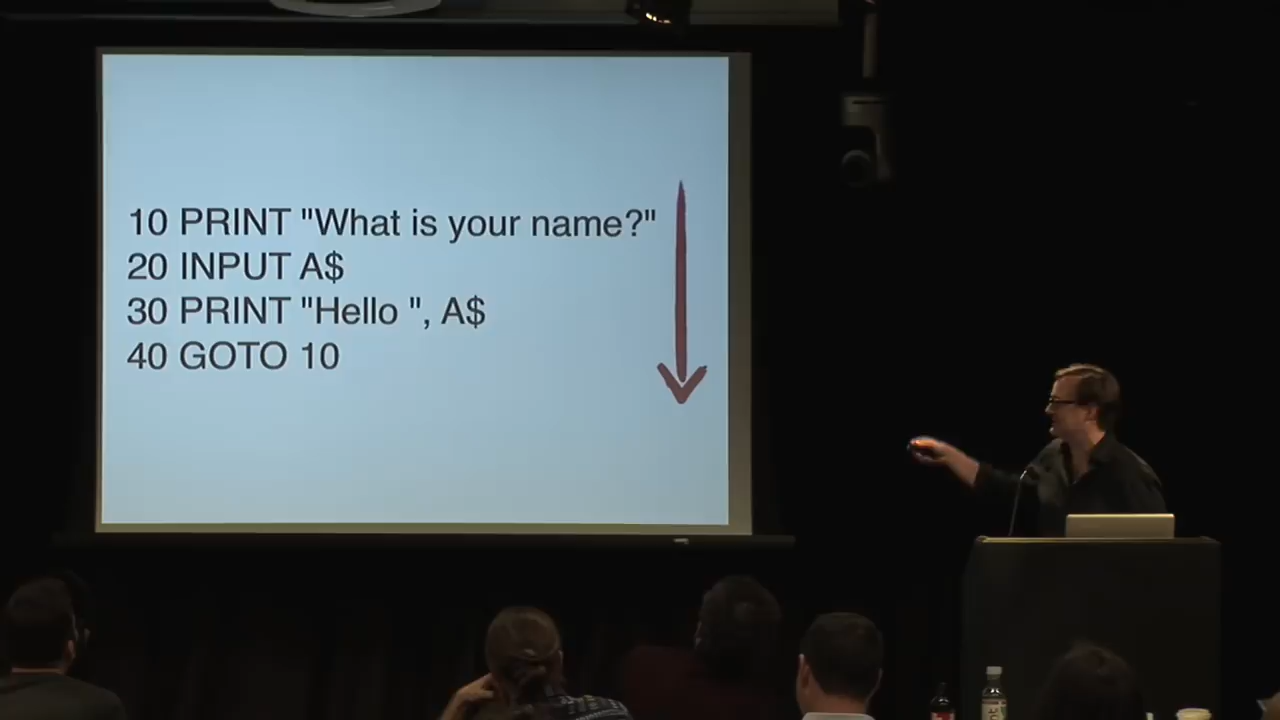 10 PRINT "What is your name?"
20 INPUT A$
30 PRINT "Hello ", A$
40 GOTO 10